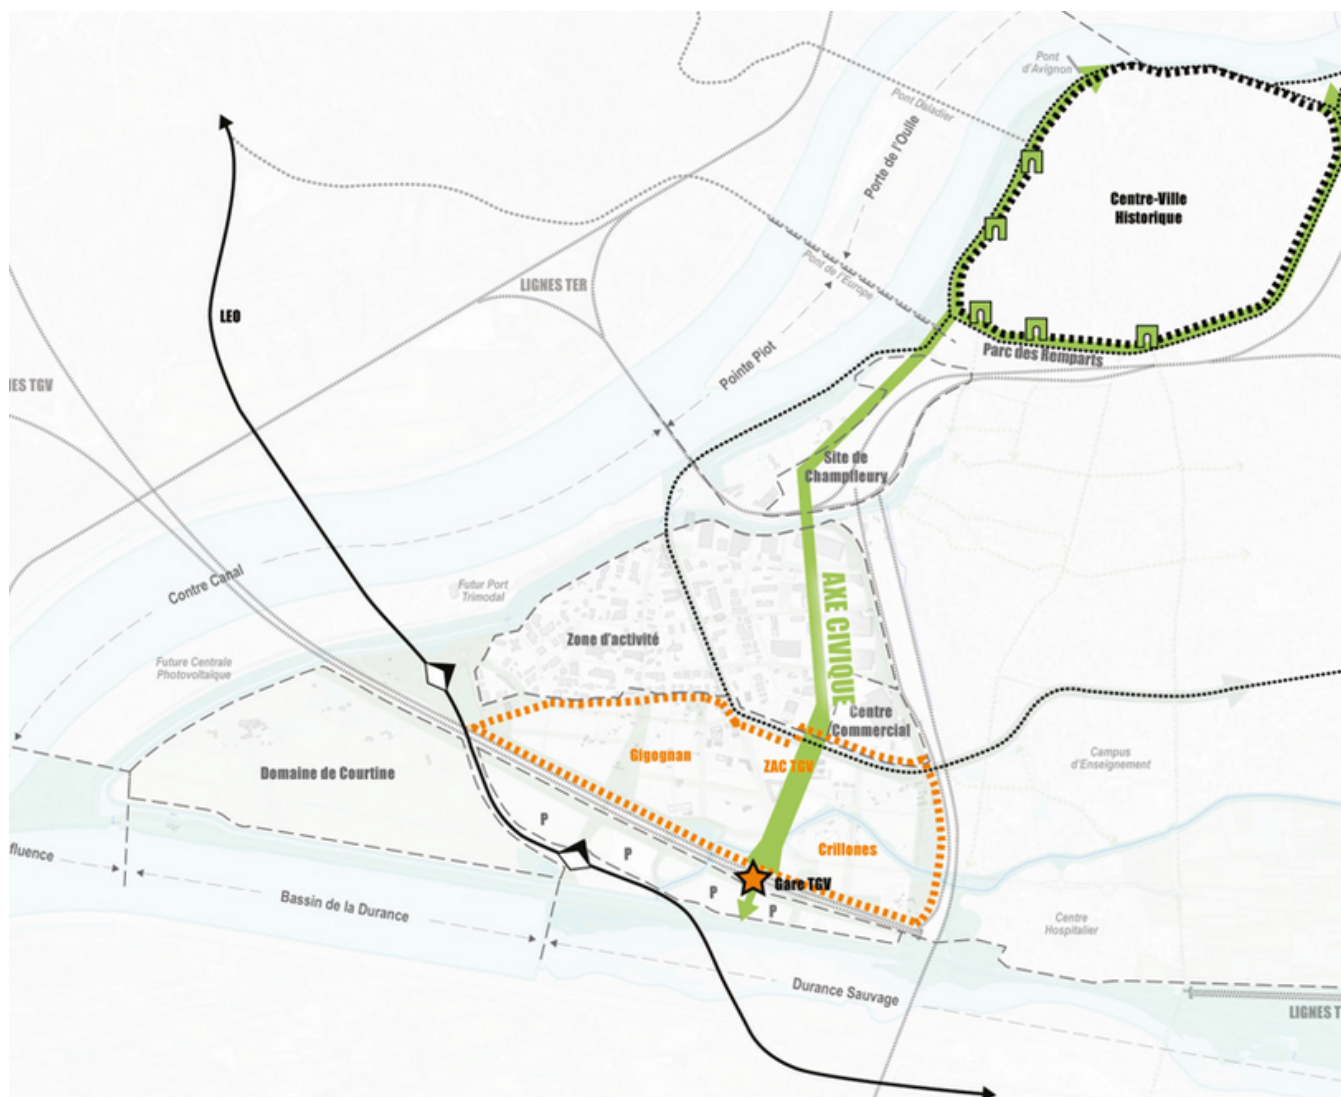 Pont
d'Avignon
Pont Daladier
Porte de l'Oulle
Centre-Ville
Historique
Pont de l'Europe
LIGNES TER
LEO
Parc des Remparts
Pointe Piot
ES TGV
Site de
Champfleury
Contre Canal
Futur Port
Trimodal
AXE CIVIQUE
Zone d'activité
Future Centrale
Photovoltaïque
Centre
Commercial
Gigognan
ZAC TGV
Campus
d'Enseignement
Domaine de Courtine
P
P
Crillones
fluence
Gare TGV
P
P
Bassin de la Durance
Centre
Hospitalier
Durance Sauvage
LIGNES T